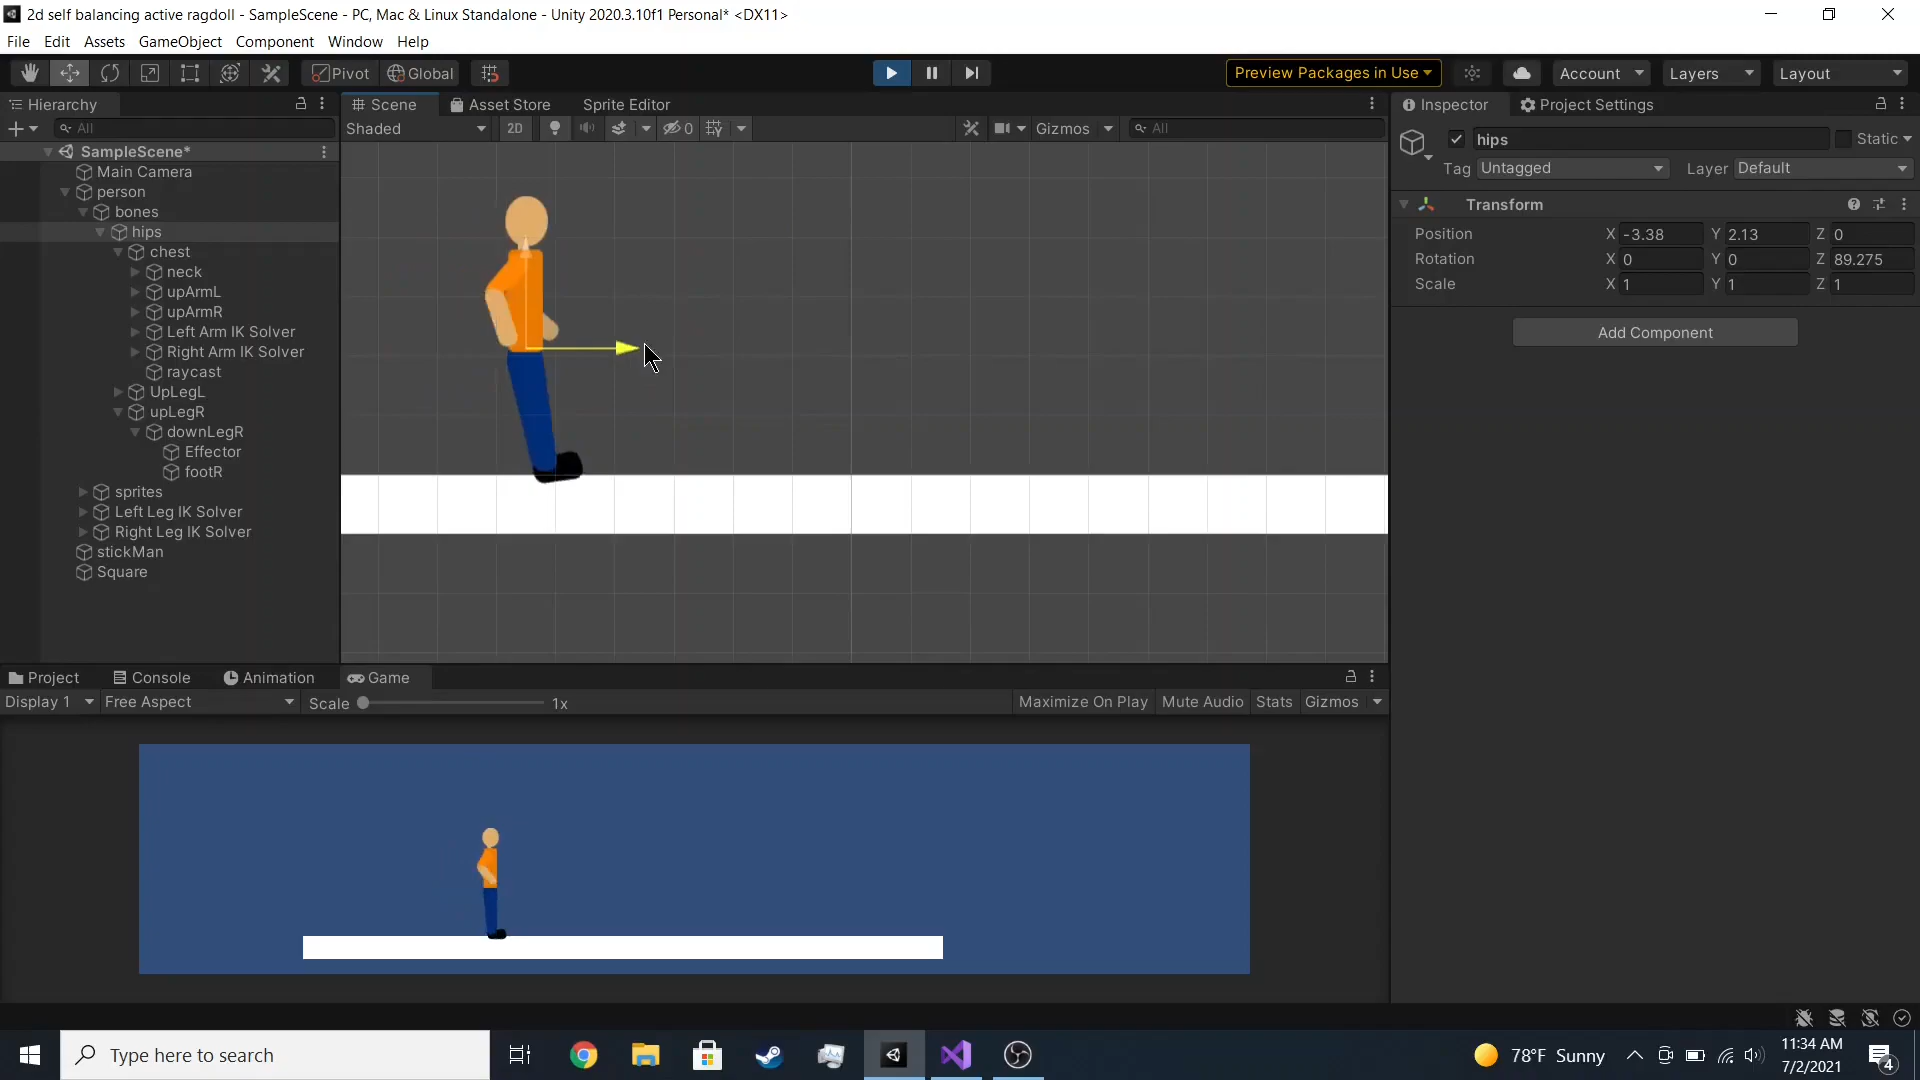 2d self balancing active ragdoll - SampleScene - PC, Mac & Linux Standalone - Unity 2020.3.10f1 Personal* <DX11>
File Edit Assets GameObject Component Window Help
Pivot Global Preview Packages in Use Account Layers Layout
Hierarchy
All
SampleScene*
Main Camera
person
bones
hips
chest
neck
upArmL
upArmR
Left Arm IK Solver
Right Arm IK Solver
raycast
UpLegL
upLegR
downLegR
Effector
footR
sprites
Left Leg IK Solver
Right Leg IK Solver
stickMan
Square
Scene Asset Store Sprite Editor
Shaded 2D 0 Gizmos All
Inspector Project Settings
hips Static
Tag Untagged Layer Default
Transform
Position X -3.38 Y 2.13 Z 0
Rotation X 0 Y 0 Z 89.275
Scale X 1 Y 1 Z 1
Add Component
Project Console Animation Game
Display 1 Free Aspect Scale 1x Maximize On Play Mute Audio Stats Gizmos
Type here to search
78°F Sunny
11:34 AM
7/2/2021
4